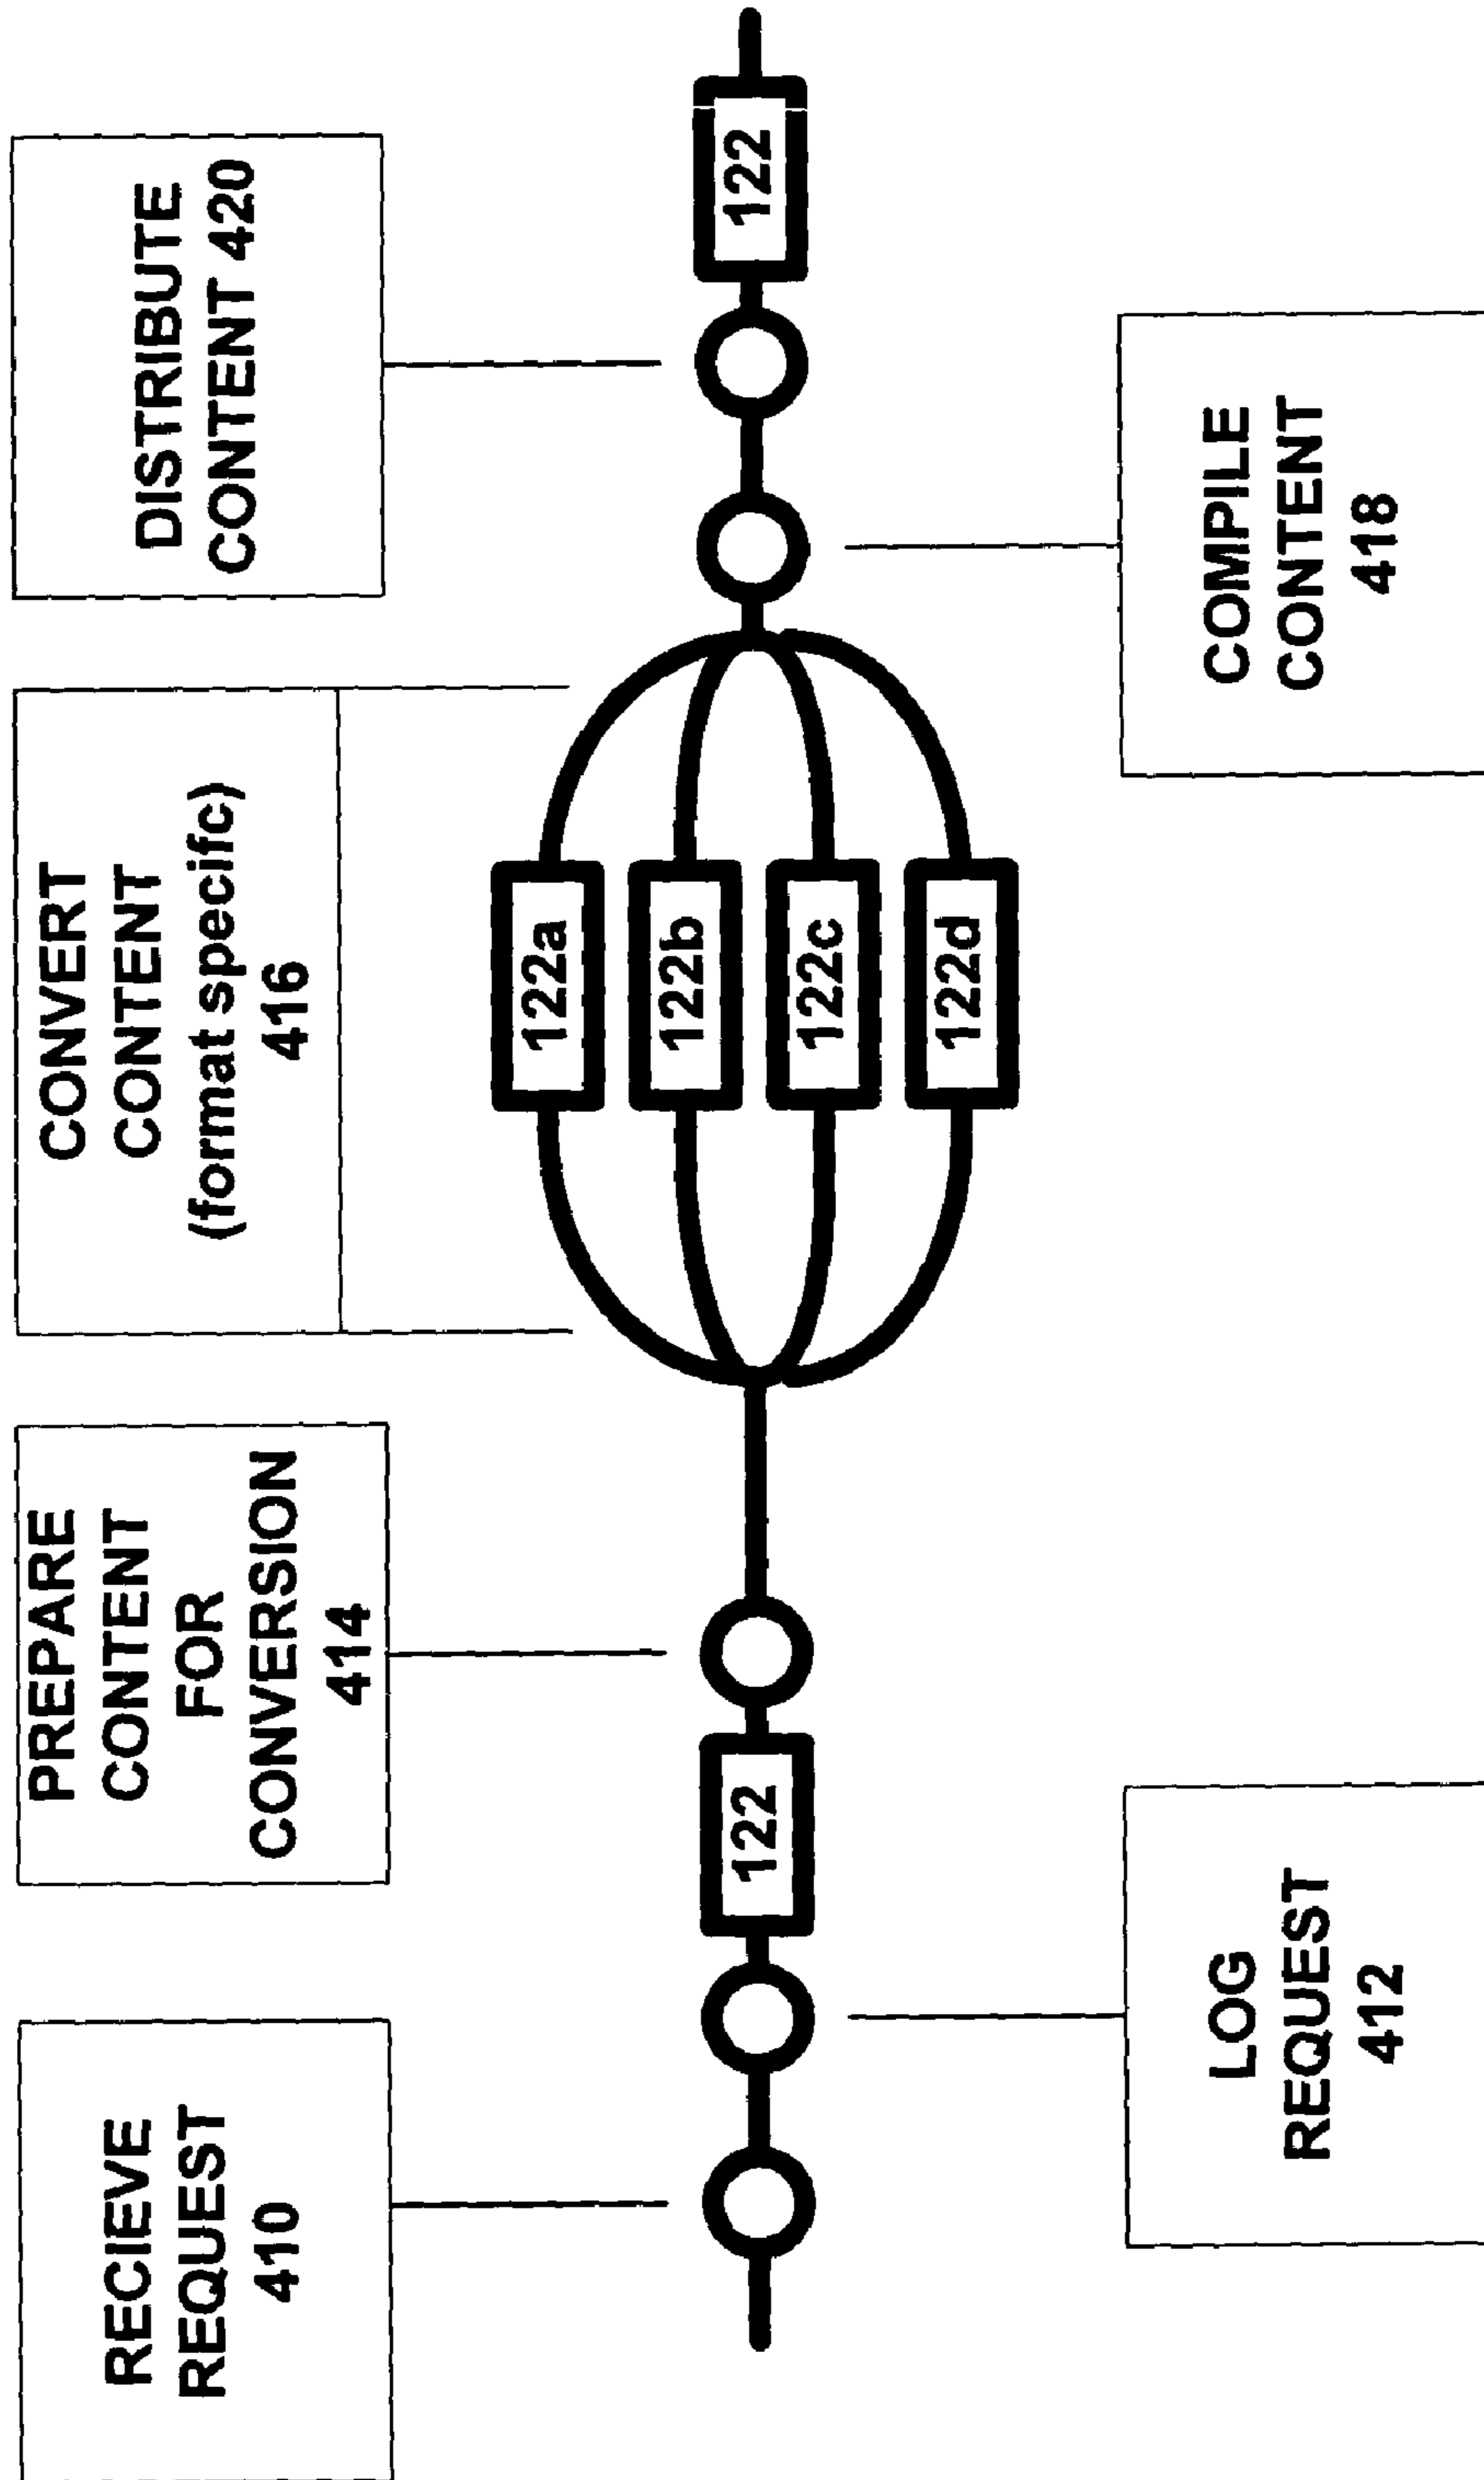 RECIEVE
REQUEST
410
PREPARE
CONTENT
FOR
CONVERSION
414
CONVERT
CONTENT
(format specifc)
416
DISTRIBUTE
CONTENT 420
122
122a
122b
122c
122d
122
LOG
REQUEST
412
COMPILE
CONTENT
418